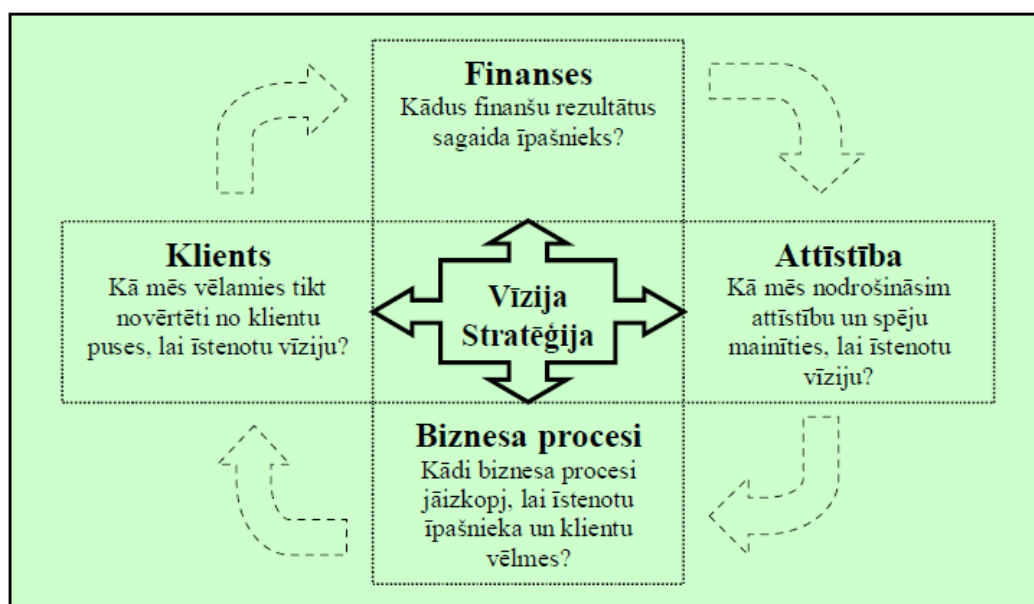 Finanses
Kādus finanšu rezultātus
sagaida īpašnieks?
Klients
Kā mēs vēlamies tikt
novērtēti no klientu
puses, lai īstenotu vīziju?
Vīzija
Stratēģija
Attīstība
Kā mēs nodrošināsim
attīstību un spēju
mainīties, lai īstenotu
vīziju?
Biznesa procesi
Kādi biznesa procesi
jāizkopj, lai īstenotu
īpašnieka un klientu
vēlmes?